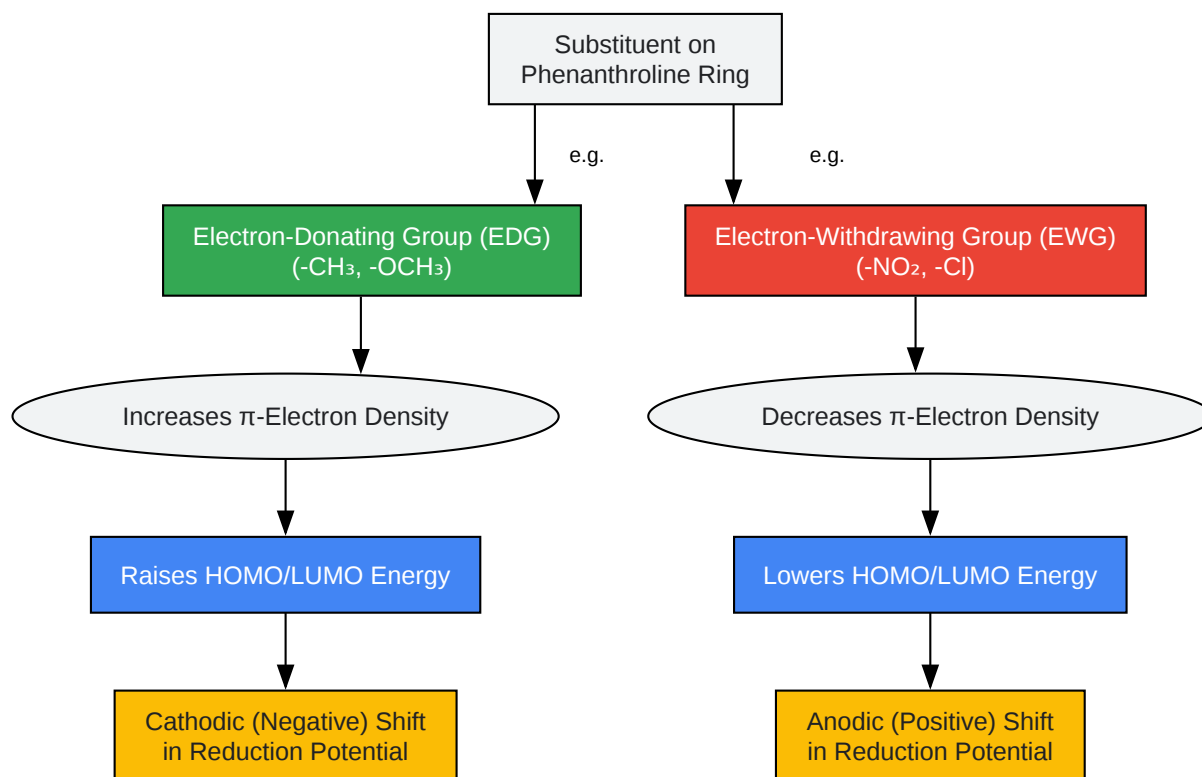 Substituent on
Phenanthroline Ring
e.g.
e.g.
Electron-Donating Group (EDG)
(-CH₃, -OCH₃)
Electron-Withdrawing Group (EWG)
(-NO₂, -Cl)
Increases π-Electron Density
Decreases π-Electron Density
Raises HOMO/LUMO Energy
Lowers HOMO/LUMO Energy
Cathodic (Negative) Shift
in Reduction Potential
Anodic (Positive) Shift
in Reduction Potential